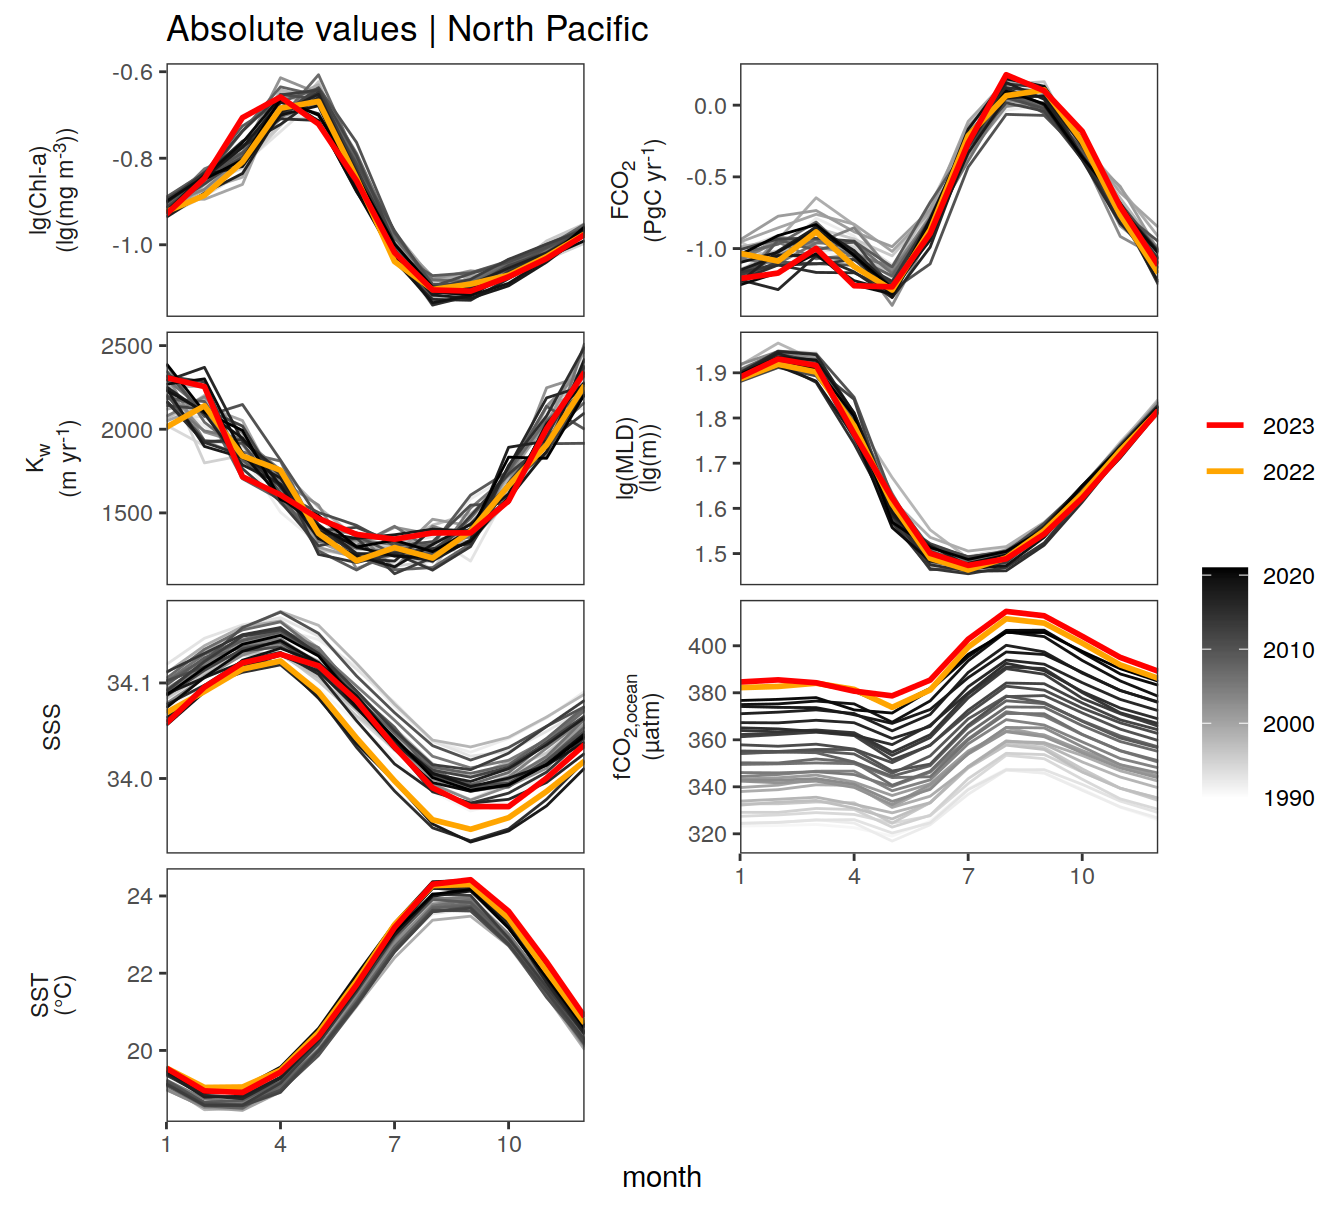 Absolute values | North Pacific
lg(Chl-a)
(lg(mg m⁻³))
-0.6
-0.8
-1.0
FCO₂
(PgC yr⁻¹)
0.0
-0.5
-1.0
K_w
(m yr⁻¹)
2500
2000
1500
lg(MLD)
(lg(m))
1.9
1.8
1.7
1.6
1.5
SSS
34.1
34.0
fCO₂,ocean
(µatm)
400
380
360
340
320
1 4 7 10
SST
(°C)
24
22
20
1 4 7 10
month
2023
2022
2020
2010
2000
1990